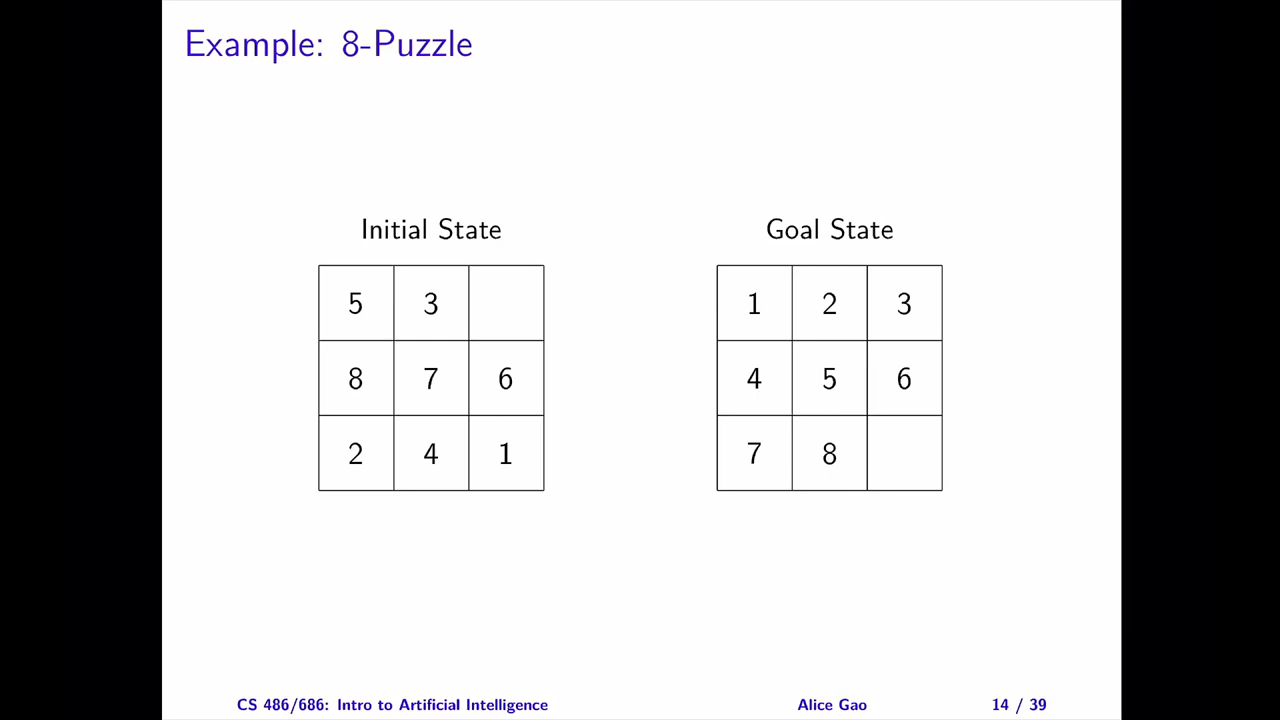 Example: 8-Puzzle
Initial State
5 3
8 7 6
2 4 1
Goal State
1 2 3
4 5 6
7 8
CS 486/686: Intro to Artificial Intelligence Alice Gao 14 / 39